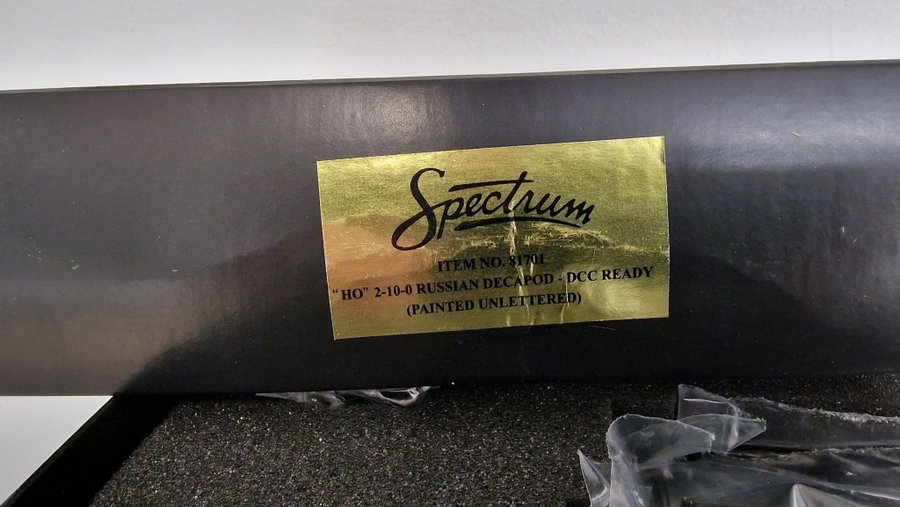 Spectrum
ITEM NO. 81701
"HO" 2-10-0 RUSSIAN DECAPOD - DCC READY
(PAINTED UNLETTERED)